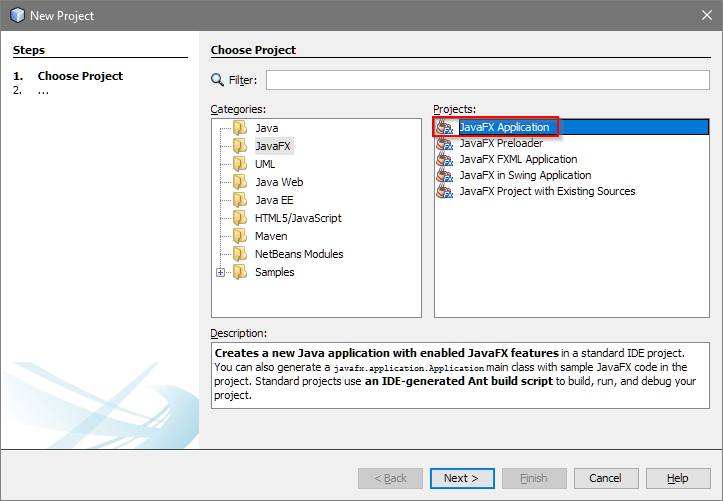 New Project
Steps
1. Choose Project
2. ...
Choose Project
Filter:
Categories:
Java
JavaFX
UML
Java Web
Java EE
HTML5/JavaScript
Maven
NetBeans Modules
Samples
Projects:
JavaFX Application
JavaFX Preloader
JavaFX FXML Application
JavaFX in Swing Application
JavaFX Project with Existing Sources
Description:
Creates a new Java application with enabled JavaFX features in a standard IDE project.
You can also generate a javafx.application.Application main class with sample JavaFX code in the
project. Standard projects use an IDE-generated Ant build script to build, run, and debug your
project.
< Back
Next >
Finish
Cancel
Help